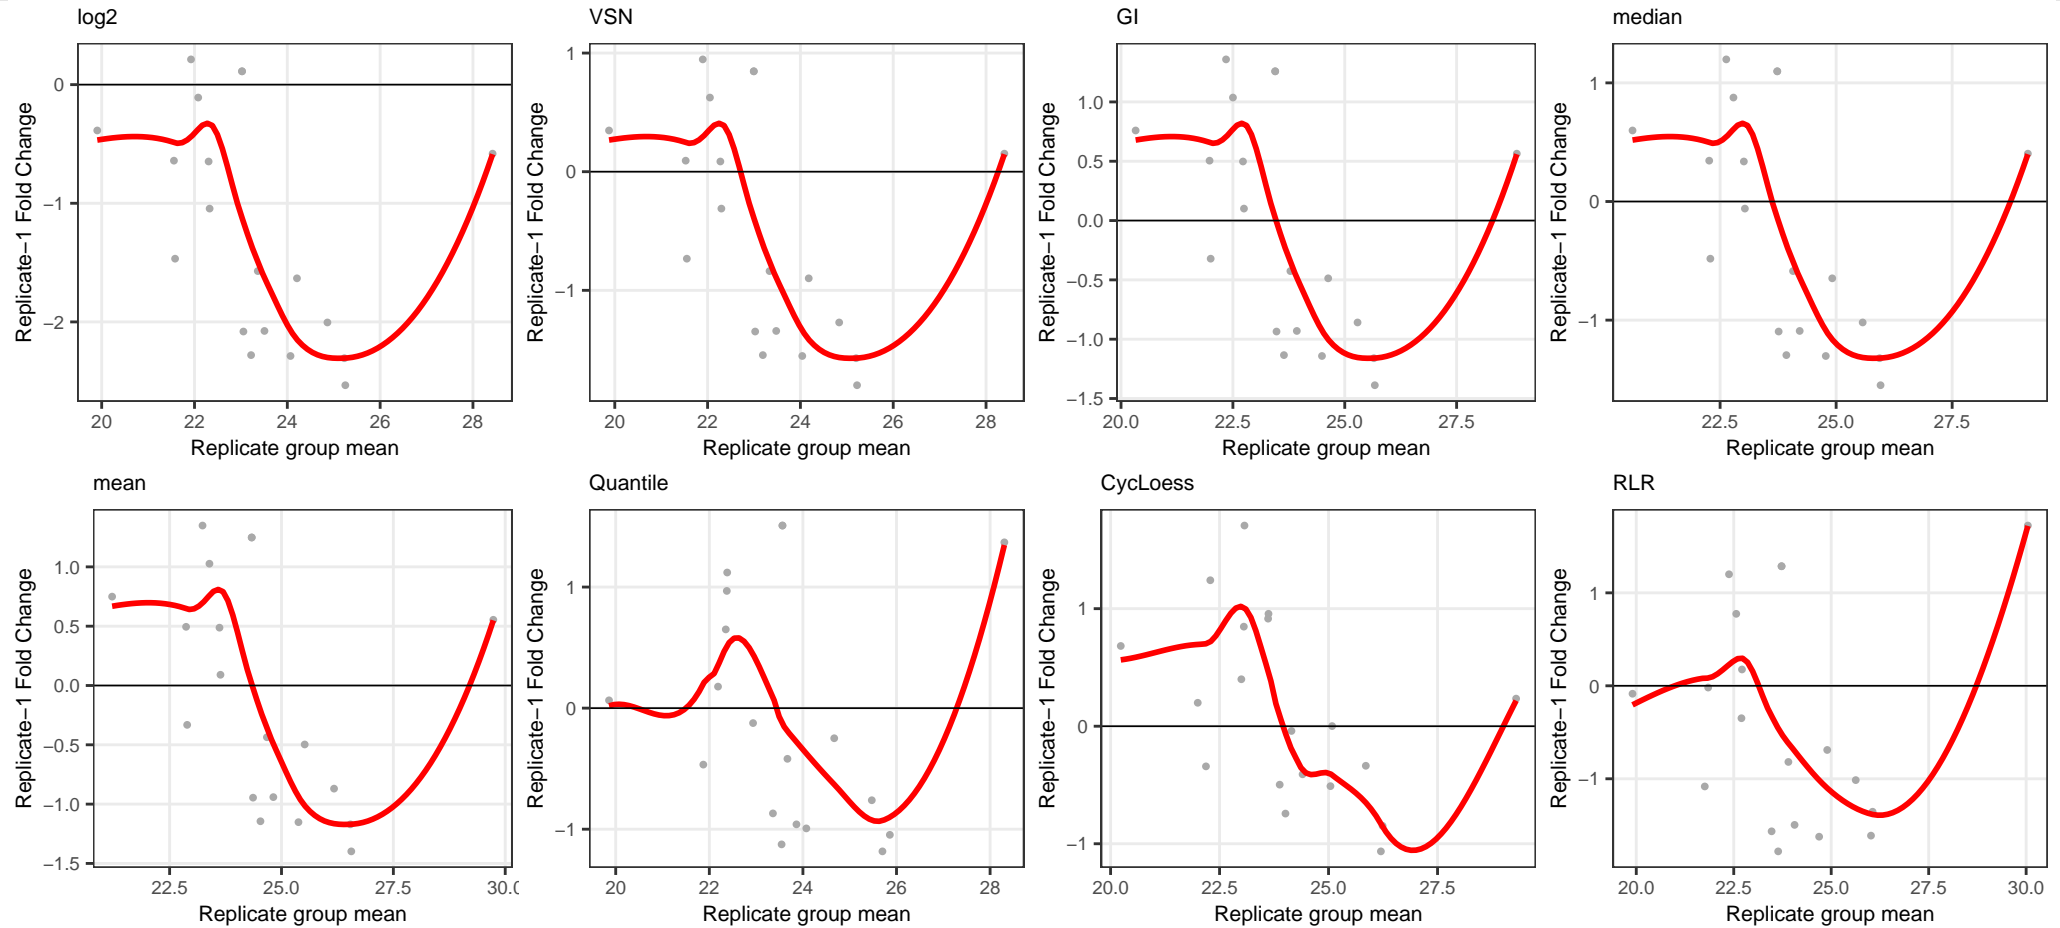 log2
VSN
GI
median
0
−1
−2
Replicate−1 Fold Change
20 22 24 26 28
Replicate group mean
1
0
−1
Replicate−1 Fold Change
20 22 24 26 28
Replicate group mean
1.0
0.5
0.0
−0.5
−1.0
−1.5
Replicate−1 Fold Change
20.0 22.5 25.0 27.5
Replicate group mean
1
0
−1
Replicate−1 Fold Change
22.5 25.0 27.5
Replicate group mean
mean
Quantile
CycLoess
RLR
1.0
0.5
0.0
−0.5
−1.0
−1.5
Replicate−1 Fold Change
22.5 25.0 27.5 30.0
Replicate group mean
1
0
−1
Replicate−1 Fold Change
20 22 24 26 28
Replicate group mean
1
0
−1
Replicate−1 Fold Change
20.0 22.5 25.0 27.5
Replicate group mean
1
0
−1
Replicate−1 Fold Change
20.0 22.5 25.0 27.5 30.0
Replicate group mean